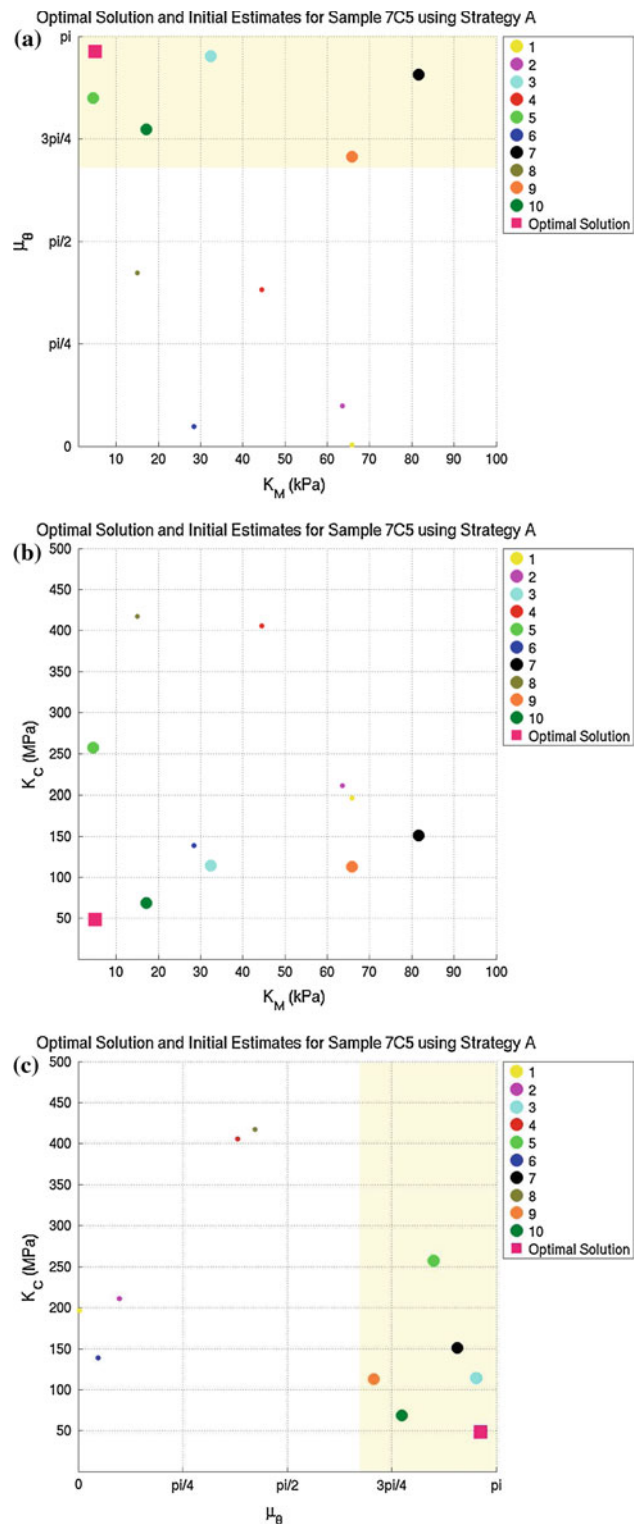 Optimal Solution and Initial Estimates for Sample 7C5 using Strategy A
(a)
pi
3pi/4
pi/2
pi/4
0
μθ
10 20 30 40 50 60 70 80 90 100
K_M (kPa)
1
2
3
4
5
6
7
8
9
10
Optimal Solution
Optimal Solution and Initial Estimates for Sample 7C5 using Strategy A
(b)
500
450
400
350
300
250
200
150
100
50
K_C (MPa)
10 20 30 40 50 60 70 80 90 100
K_M (kPa)
1
2
3
4
5
6
7
8
9
10
Optimal Solution
Optimal Solution and Initial Estimates for Sample 7C5 using Strategy A
(c)
500
450
400
350
300
250
200
150
100
50
K_C (MPa)
0 pi/4 pi/2 3pi/4 pi
μθ
1
2
3
4
5
6
7
8
9
10
Optimal Solution